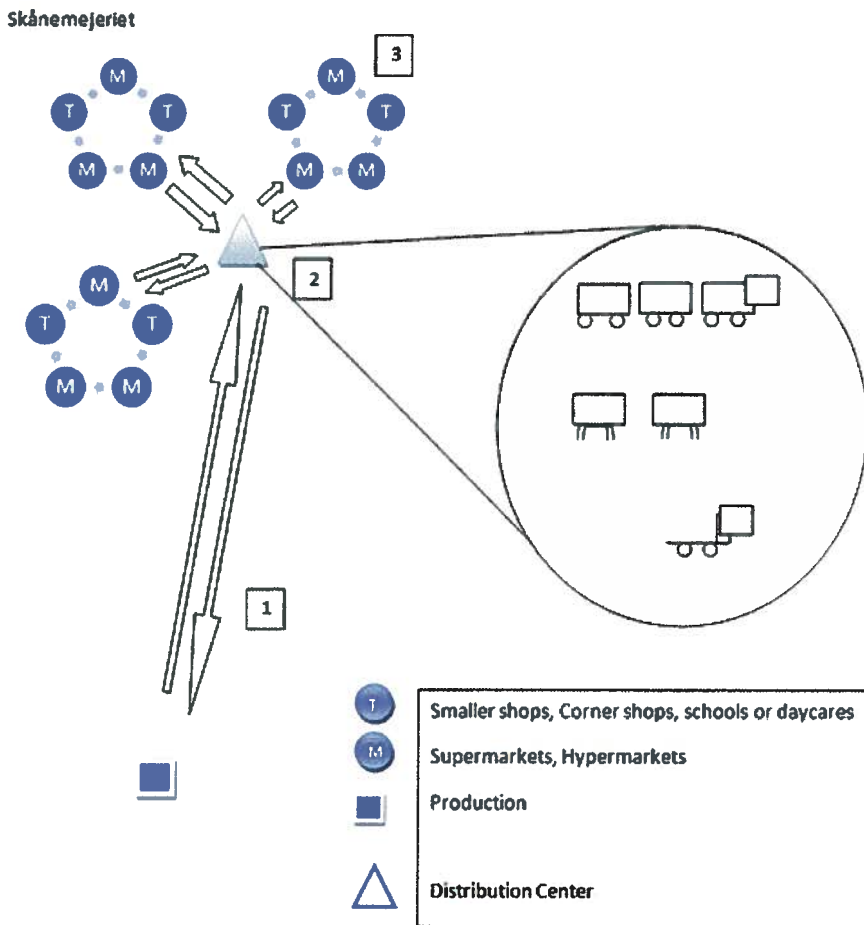 Skånemejeriet
3
M
M
T
T
T
T
M
M
M
M
2
M
T
T
M
M
1
T
Smaller shops, Corner shops, schools or daycares
M
Supermarkets, Hypermarkets
Production
Distribution Center